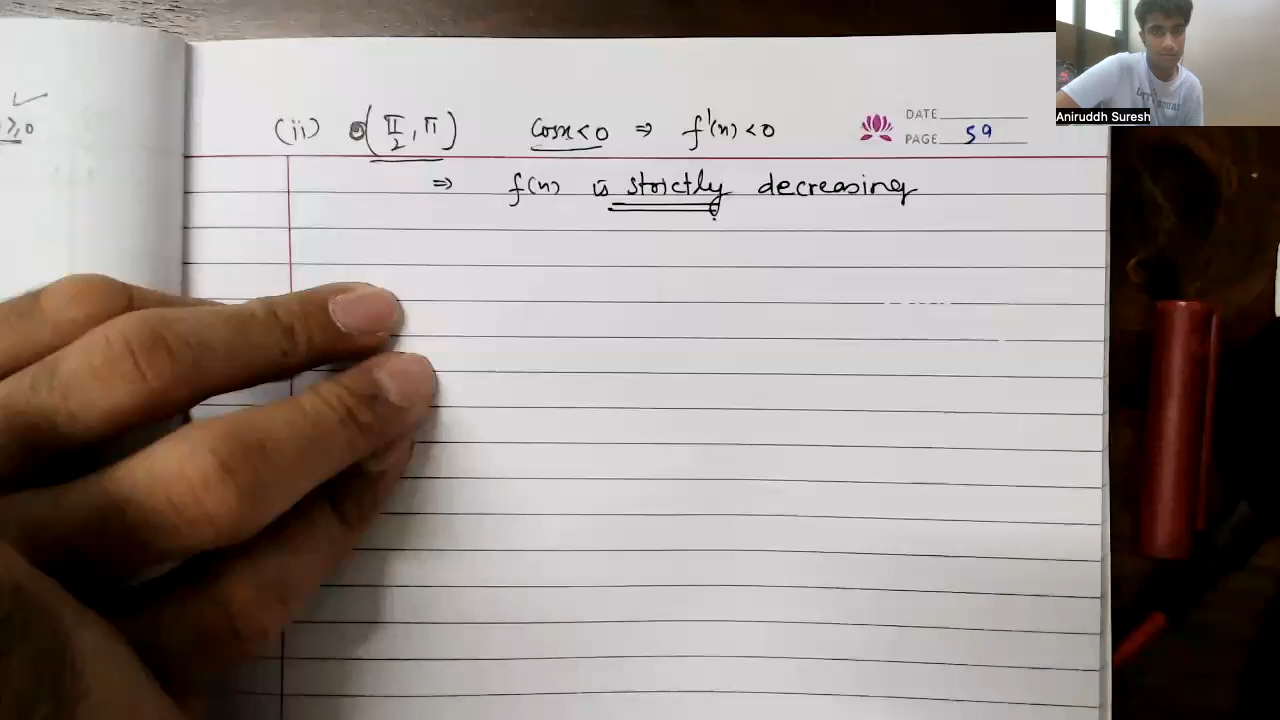 (ii) (π/2, π) Cosx<0 ⇒ f'(x) <0
⇒ f(x) is strictly decreasing
DATE
PAGE 59
Aniruddh Suresh